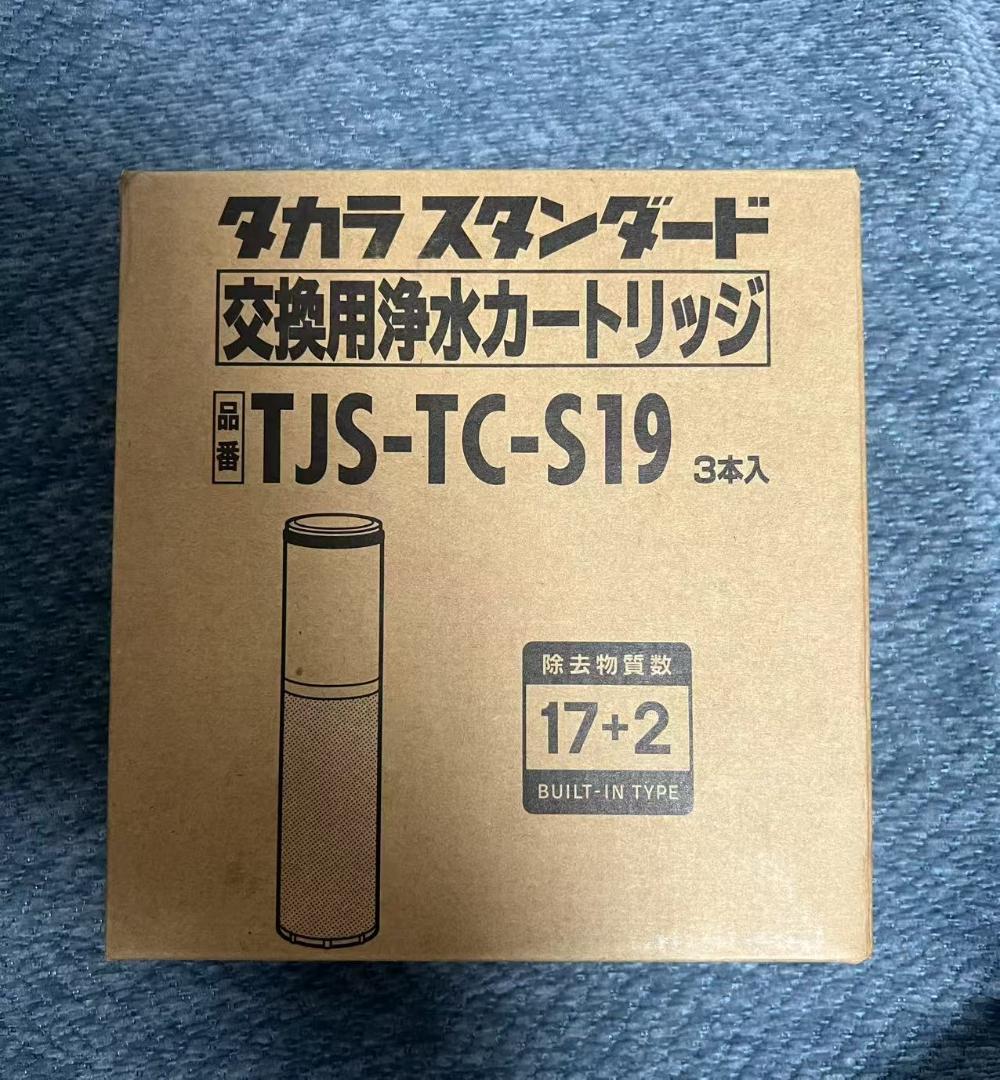 タカラスタンダード
交換用浄水カートリッジ
品番 TJS-TC-S19 3本入
除去物質数
17+2
BUILT-IN TYPE